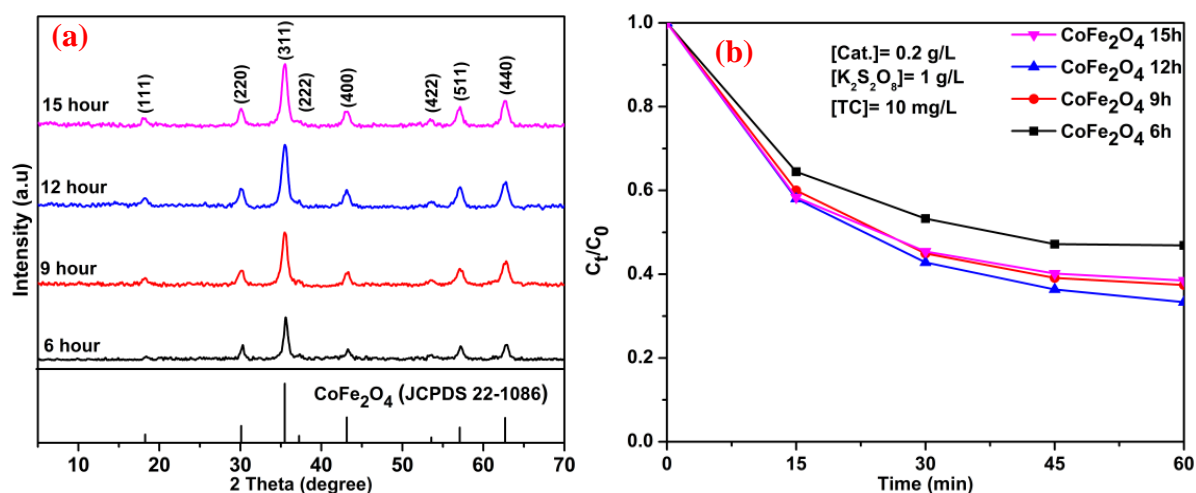 (a)
(111)
(220)
(311)
(222)
(400)
(422)
(511)
(440)
15 hour
12 hour
9 hour
6 hour
CoFe₂O₄ (JCPDS 22-1086)
Intensity (a.u)
10 20 30 40 50 60 70
2 Theta (degree)
(b)
[Cat.]= 0.2 g/L
[K₂S₂O₈]= 1 g/L
[TC]= 10 mg/L
CoFe₂O₄ 15h
CoFe₂O₄ 12h
CoFe₂O₄ 9h
CoFe₂O₄ 6h
Cₜ/C₀
1.0
0.8
0.6
0.4
0.2
0.0
0 15 30 45 60
Time (min)